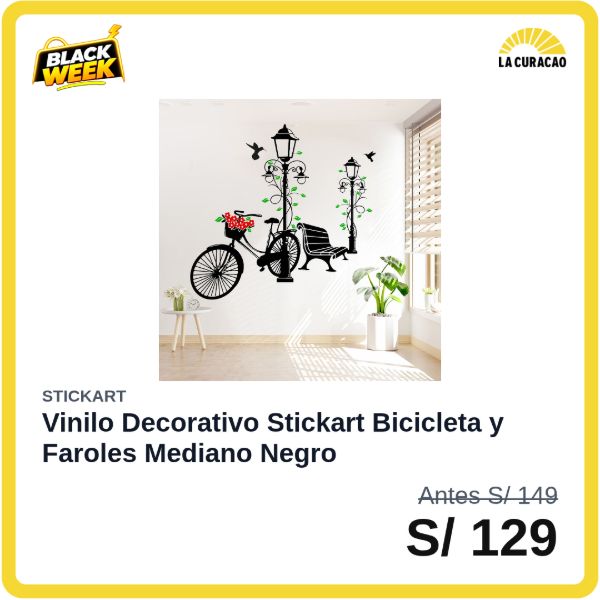 BLACK
WEEK
LA CURACAO
STICKART
Vinilo Decorativo Stickart Bicicleta y
Faroles Mediano Negro
Antes S/ 149
S/ 129